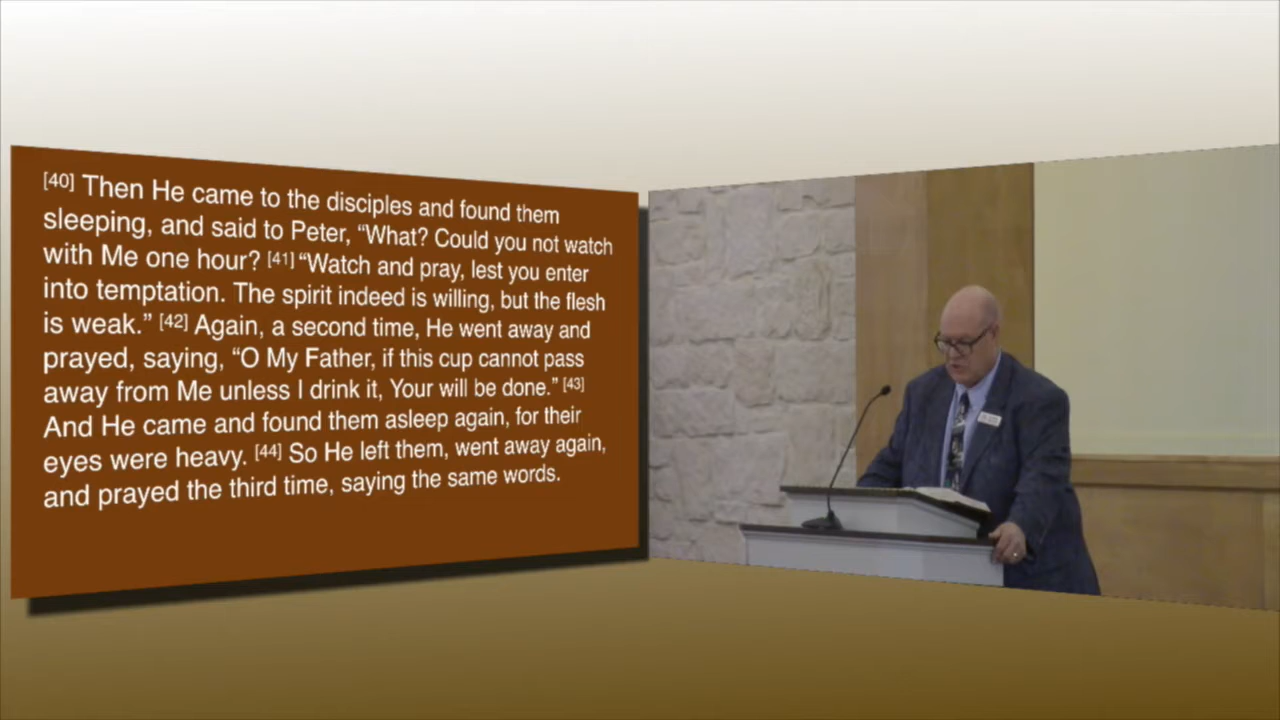 [40] Then He came to the disciples and found them
sleeping, and said to Peter, “What? Could you not watch
with Me one hour? [41] “Watch and pray, lest you enter
into temptation. The spirit indeed is willing, but the flesh
is weak.” [42] Again, a second time, He went away and
prayed, saying, “O My Father, if this cup cannot pass
away from Me unless I drink it, Your will be done.” [43]
And He came and found them asleep again, for their
eyes were heavy. [44] So He left them, went away again,
and prayed the third time, saying the same words.